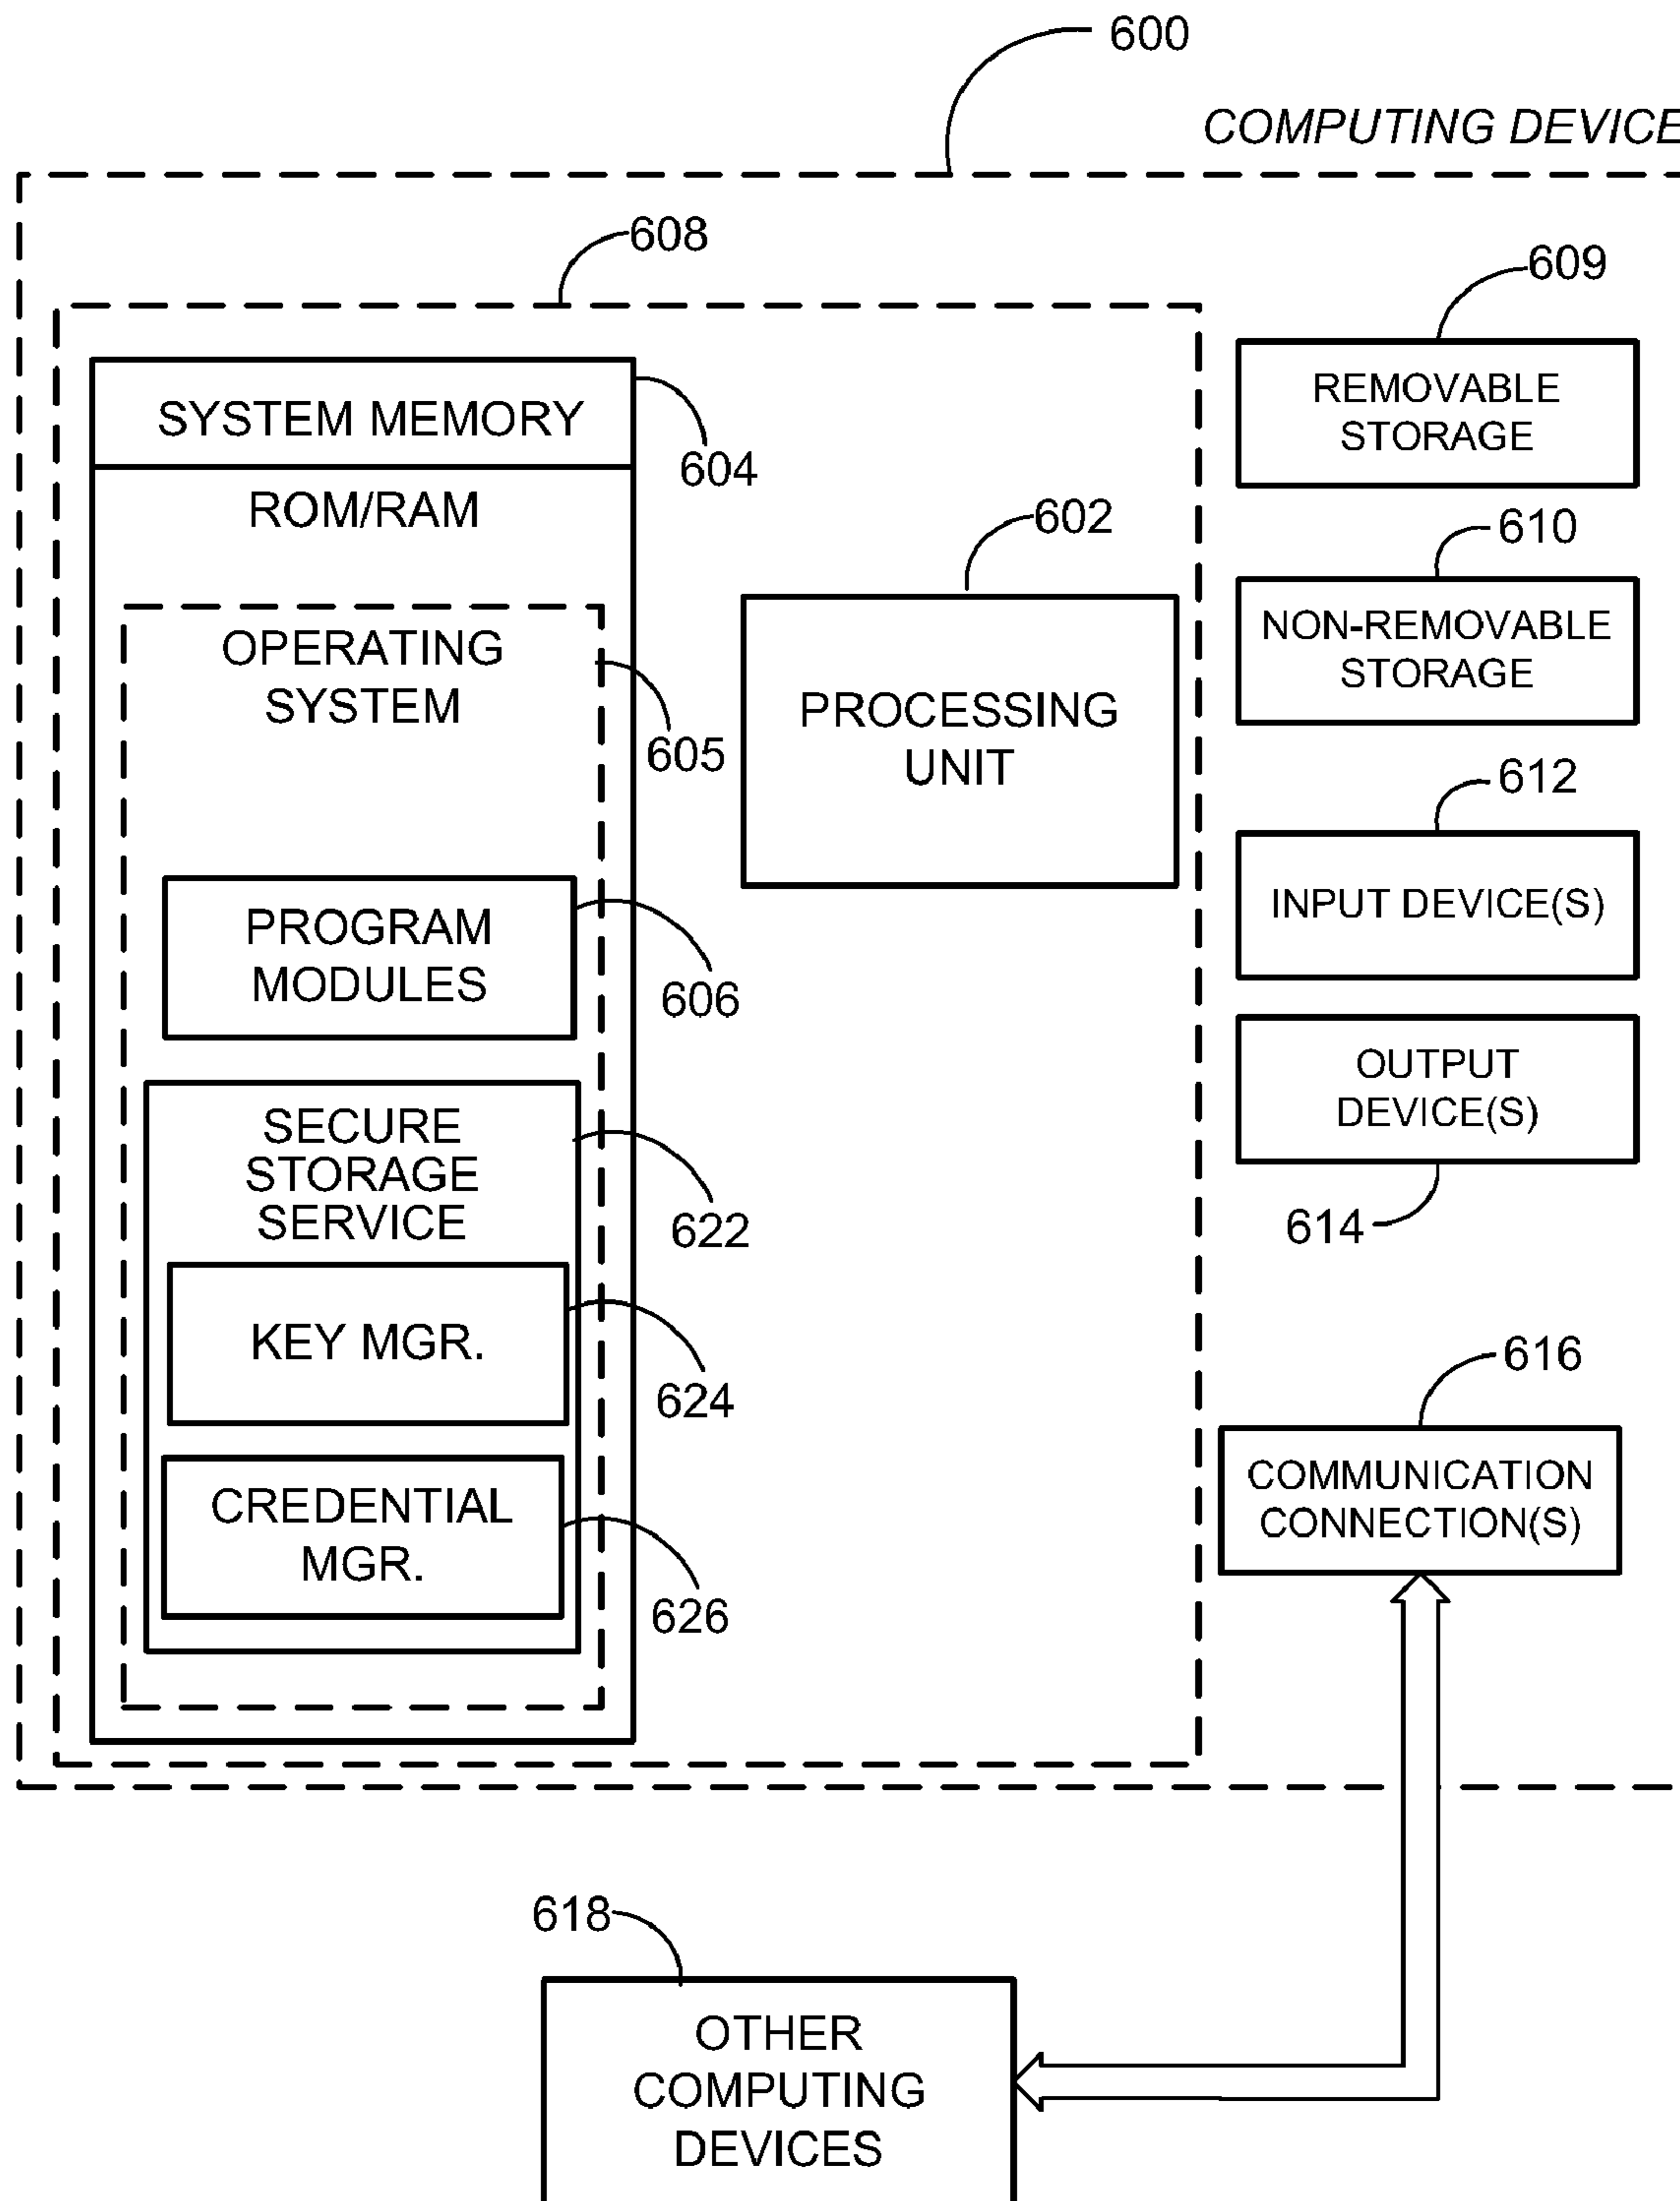 600
COMPUTING DEVICE
608
609
REMOVABLE
STORAGE
SYSTEM MEMORY
604
ROM/RAM
602
610
NON-REMOVABLE
STORAGE
OPERATING
SYSTEM
605
PROCESSING
UNIT
612
INPUT DEVICE(S)
PROGRAM
MODULES
606
OUTPUT
DEVICE(S)
614
SECURE
STORAGE
SERVICE
622
KEY MGR.
624
616
COMMUNICATION
CONNECTION(S)
CREDENTIAL
MGR.
626
618
OTHER
COMPUTING
DEVICES